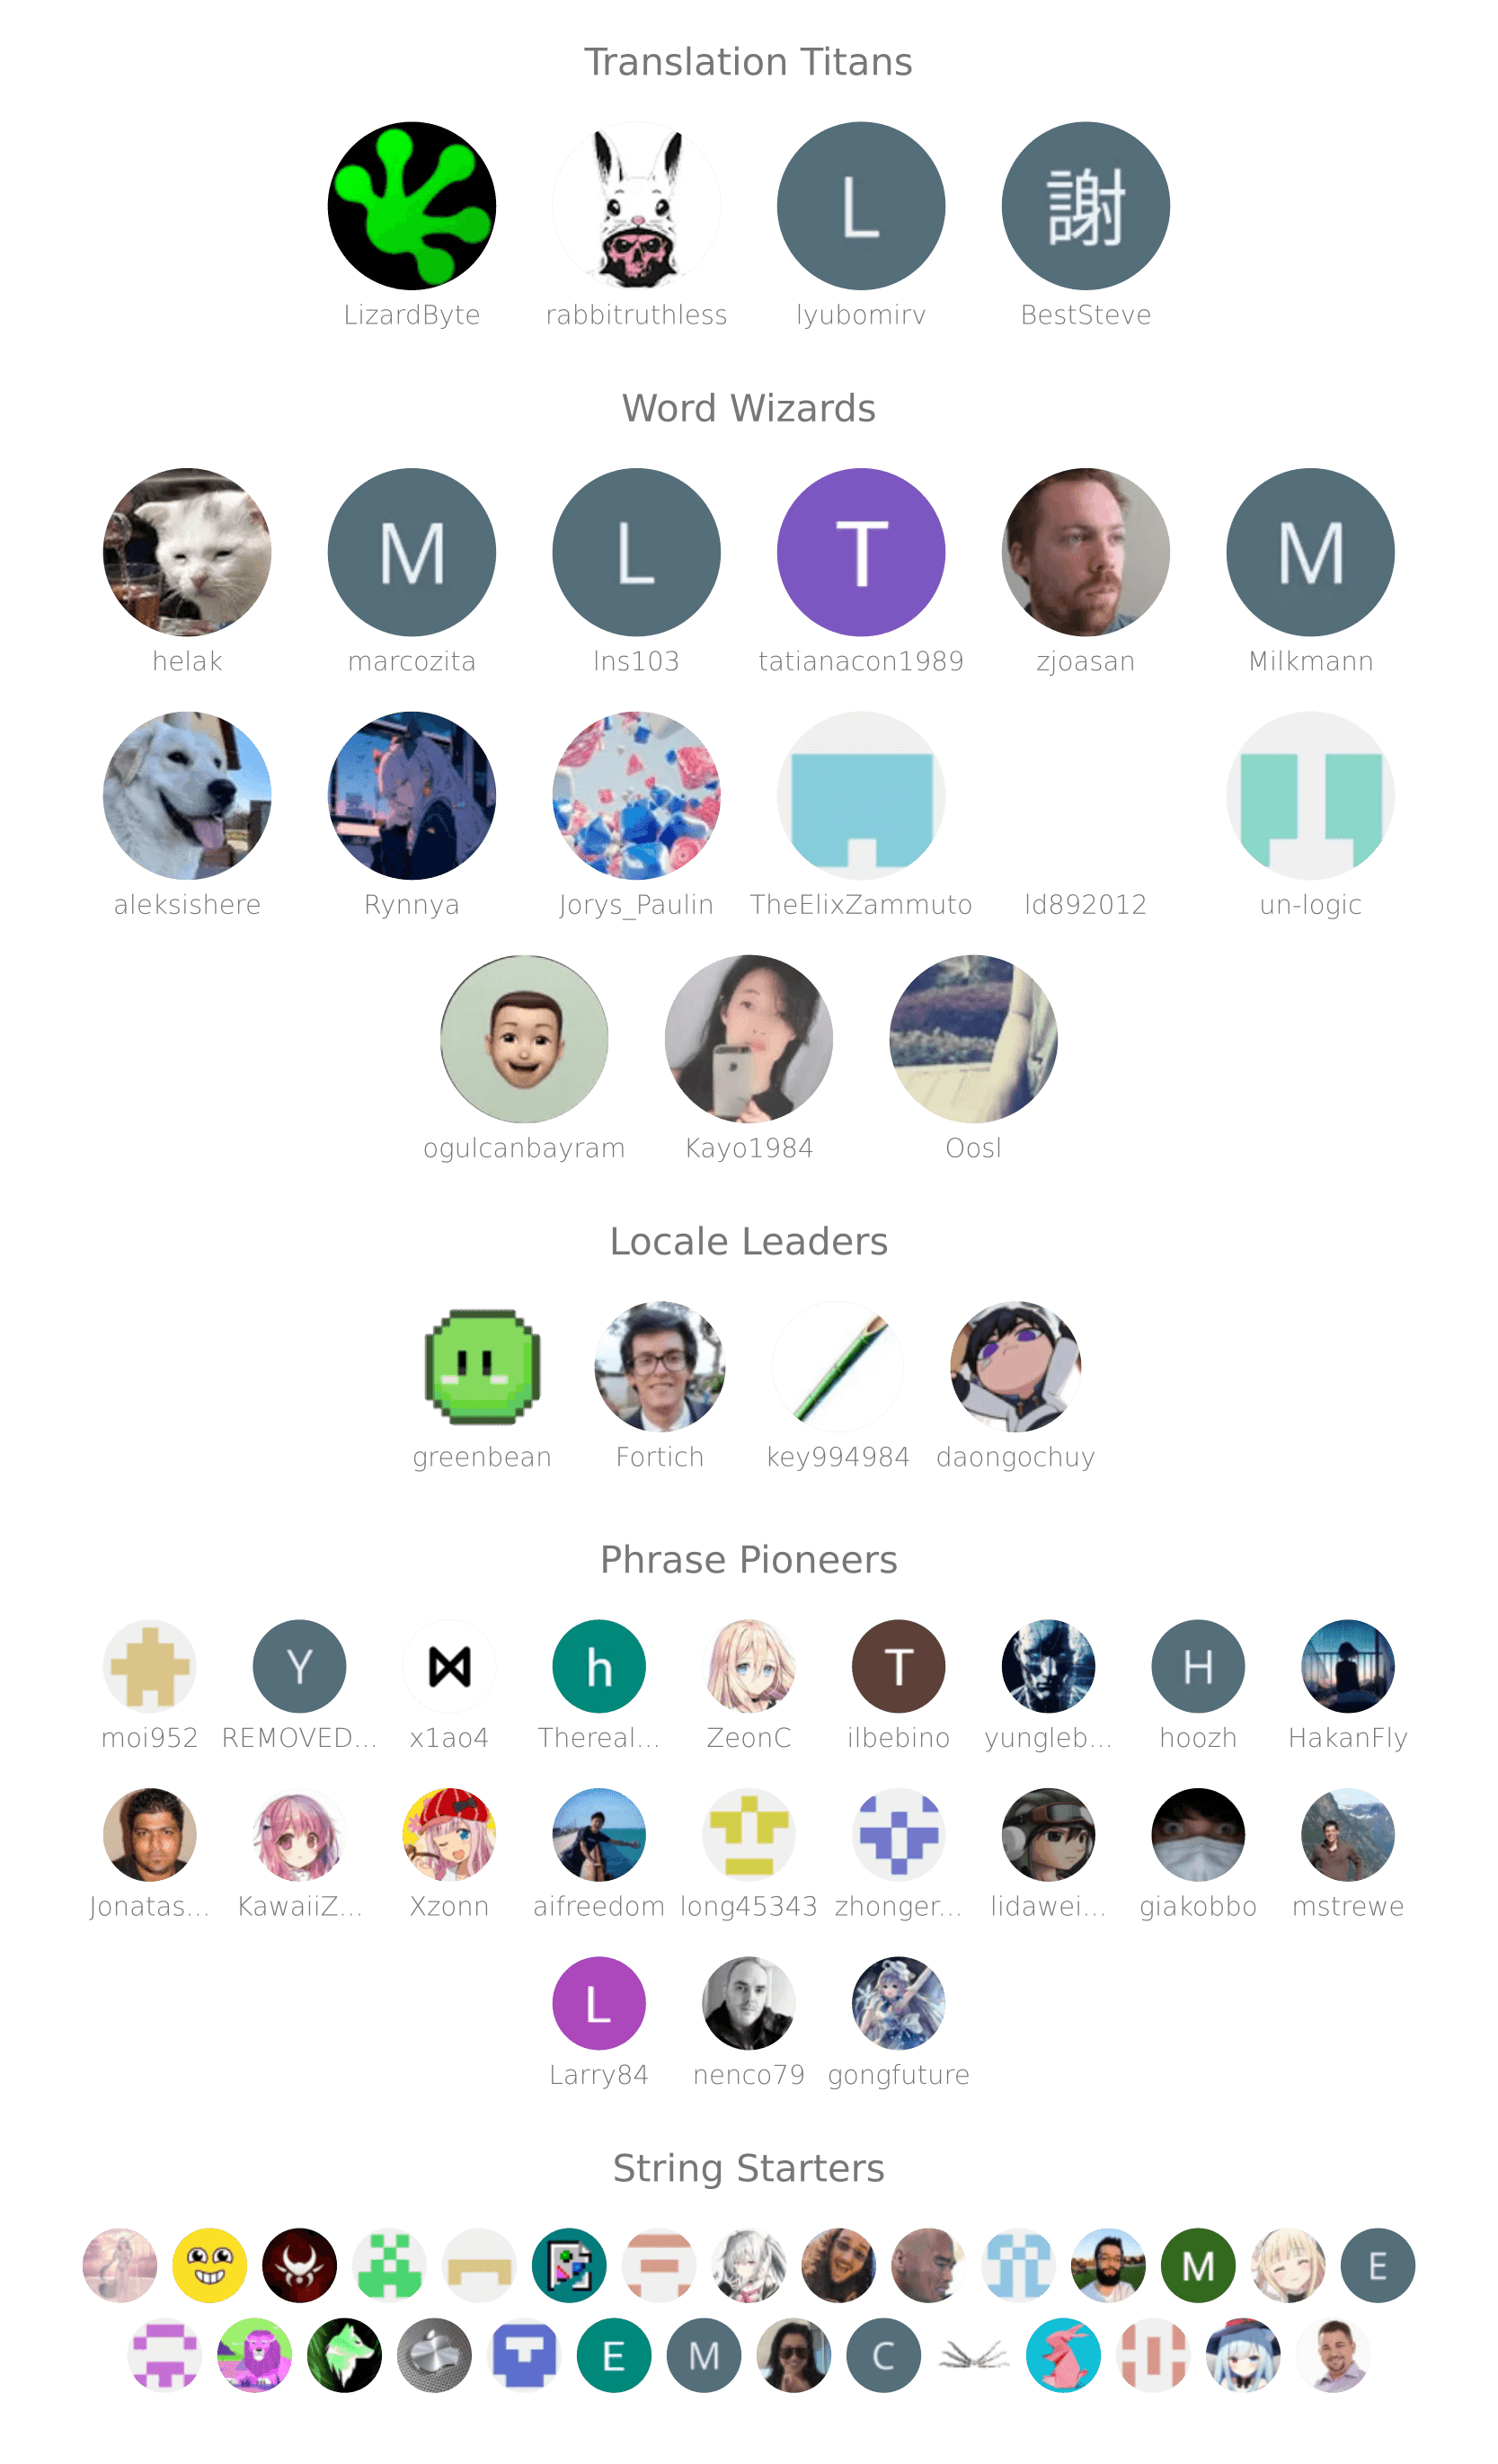 Translation Titans
L 謝
LizardByte rabbitruthless lyubomirv BestSteve
Word Wizards
M L T M
helak marcozita lns103 tatianacon1989 zjoasan Milkmann
aleksishere Rynnya Jorys_Paulin TheElixZammuto ld892012 un-logic
ogulcanbayram Kayo1984 Oosl
Locale Leaders
greenbean Fortich key994984 daongochuy
Phrase Pioneers
Y h T H
moi952 REMOVED... x1ao4 Thereal... ZeonC ilbebino yungleb... hoozh HakanFly
Jonatas... KawaiiZ... Xzonn aifreedom long45343 zhonger... lidawei... giakobbo mstrewe
L
Larry84 nenco79 gongfuture
String Starters
M E
E M C